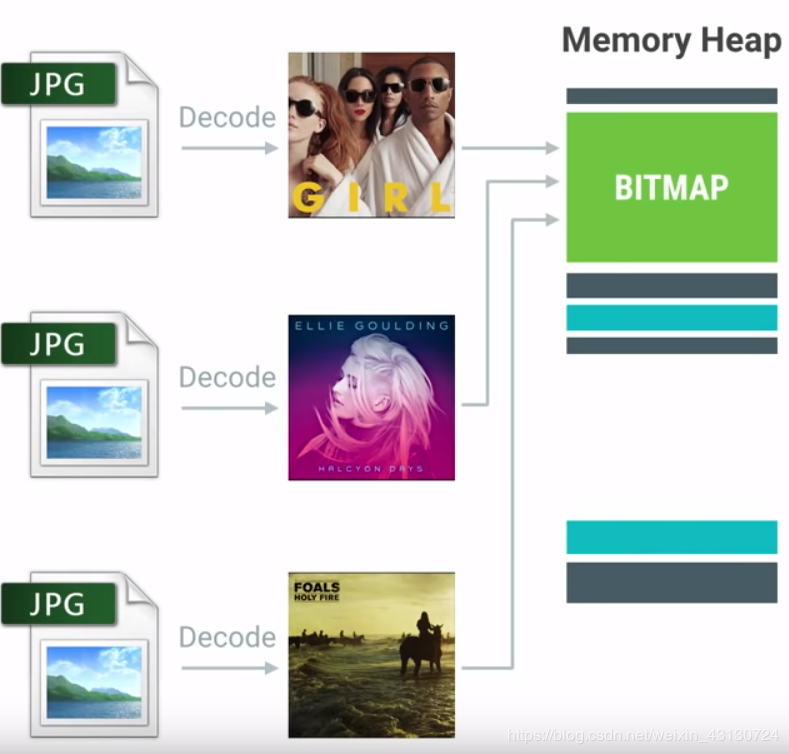 Memory Heap
JPG
Decode
GIRL
BITMAP
JPG
Decode
ELLIE GOULDING
HALCYON DAYS
JPG
Decode
FOALS
HOLY FIRE
https://blog.csdn.net/weixin_43130724